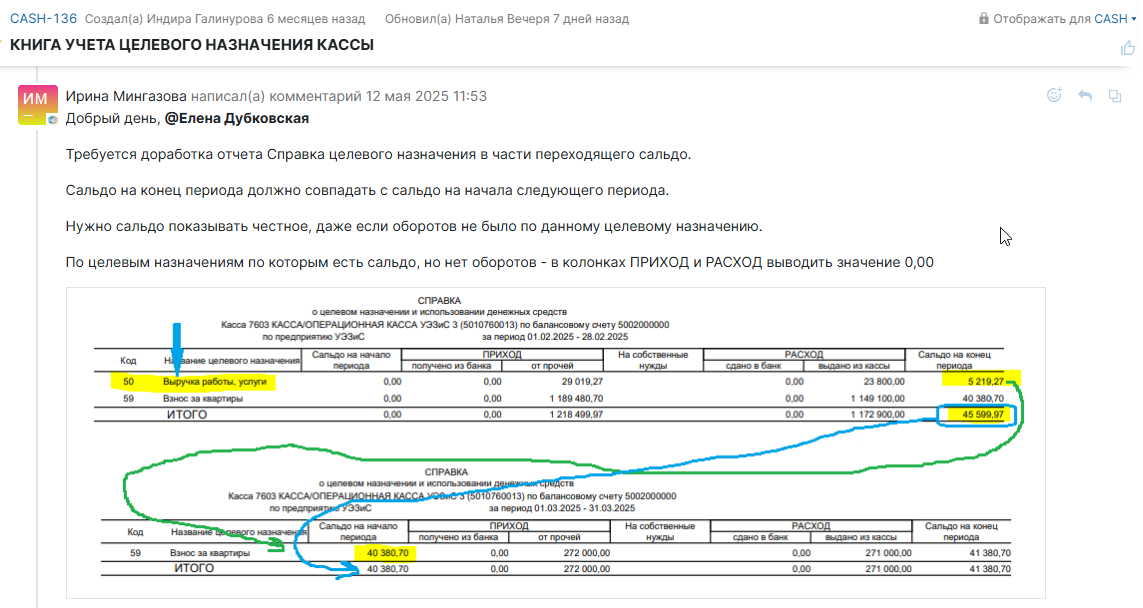 CASH-136 Создал(а) Индира Галинурова 6 месяцев назад Обновил(а) Наталья Вечеря 7 дней назад Отображать для CASH
КНИГА УЧЕТА ЦЕЛЕВОГО НАЗНАЧЕНИЯ КАССЫ
ИМ
Ирина Мингазова написал(а) комментарий 12 мая 2025 11:53
Добрый день, @Елена Дубковская
Требуется доработка отчета Справка целевого назначения в части переходящего сальдо.
Сальдо на конец периода должно совпадать с сальдо на начала следующего периода.
Нужно сальдо показывать честное, даже если оборотов не было по данному целевому назначению.
По целевым назначениям по которым есть сальдо, но нет оборотов - в колонках ПРИХОД и РАСХОД выводить значение 0,00
СПРАВКА
о целевом назначении и использовании денежных средств
Касса 7603 КАССА/ОПЕРАЦИОННАЯ КАССА УЭЗиС 3 (5010760013) по балансовому счету 5002000000
по предприятию УЭЗиС за период 01.02.2025 - 28.02.2025
Код Название целевого назначения Сальдо на начало периода ПРИХОД На собственные нужды РАСХОД Сальдо на конец периода
получено из банка от прочей сдано в банк выдано из кассы
50 Выручка работы, услуги 0,00 0,00 29 019,27 0,00 23 800,00 5 219,27
59 Взнос за квартиры 0,00 0,00 1 189 480,70 0,00 1 149 100,00 40 380,70
ИТОГО 0,00 0,00 1 218 499,97 0,00 1 172 900,00 45 599,97
СПРАВКА
о целевом назначении и использовании денежных средств
Касса 7603 КАССА/ОПЕРАЦИОННАЯ КАССА УЭЗиС 3 (5010760013) по балансовому счету 5002000000
по предприятию УЭЗиС за период 01.03.2025 - 31.03.2025
Код Название целевого назначения Сальдо на начало периода ПРИХОД На собственные нужды РАСХОД Сальдо на конец периода
получено из банка от прочей сдано в банк выдано из кассы
59 Взнос за квартиры 40 380,70 0,00 272 000,00 0,00 271 000,00 41 380,70
ИТОГО 40 380,70 0,00 272 000,00 0,00 271 000,00 41 380,70